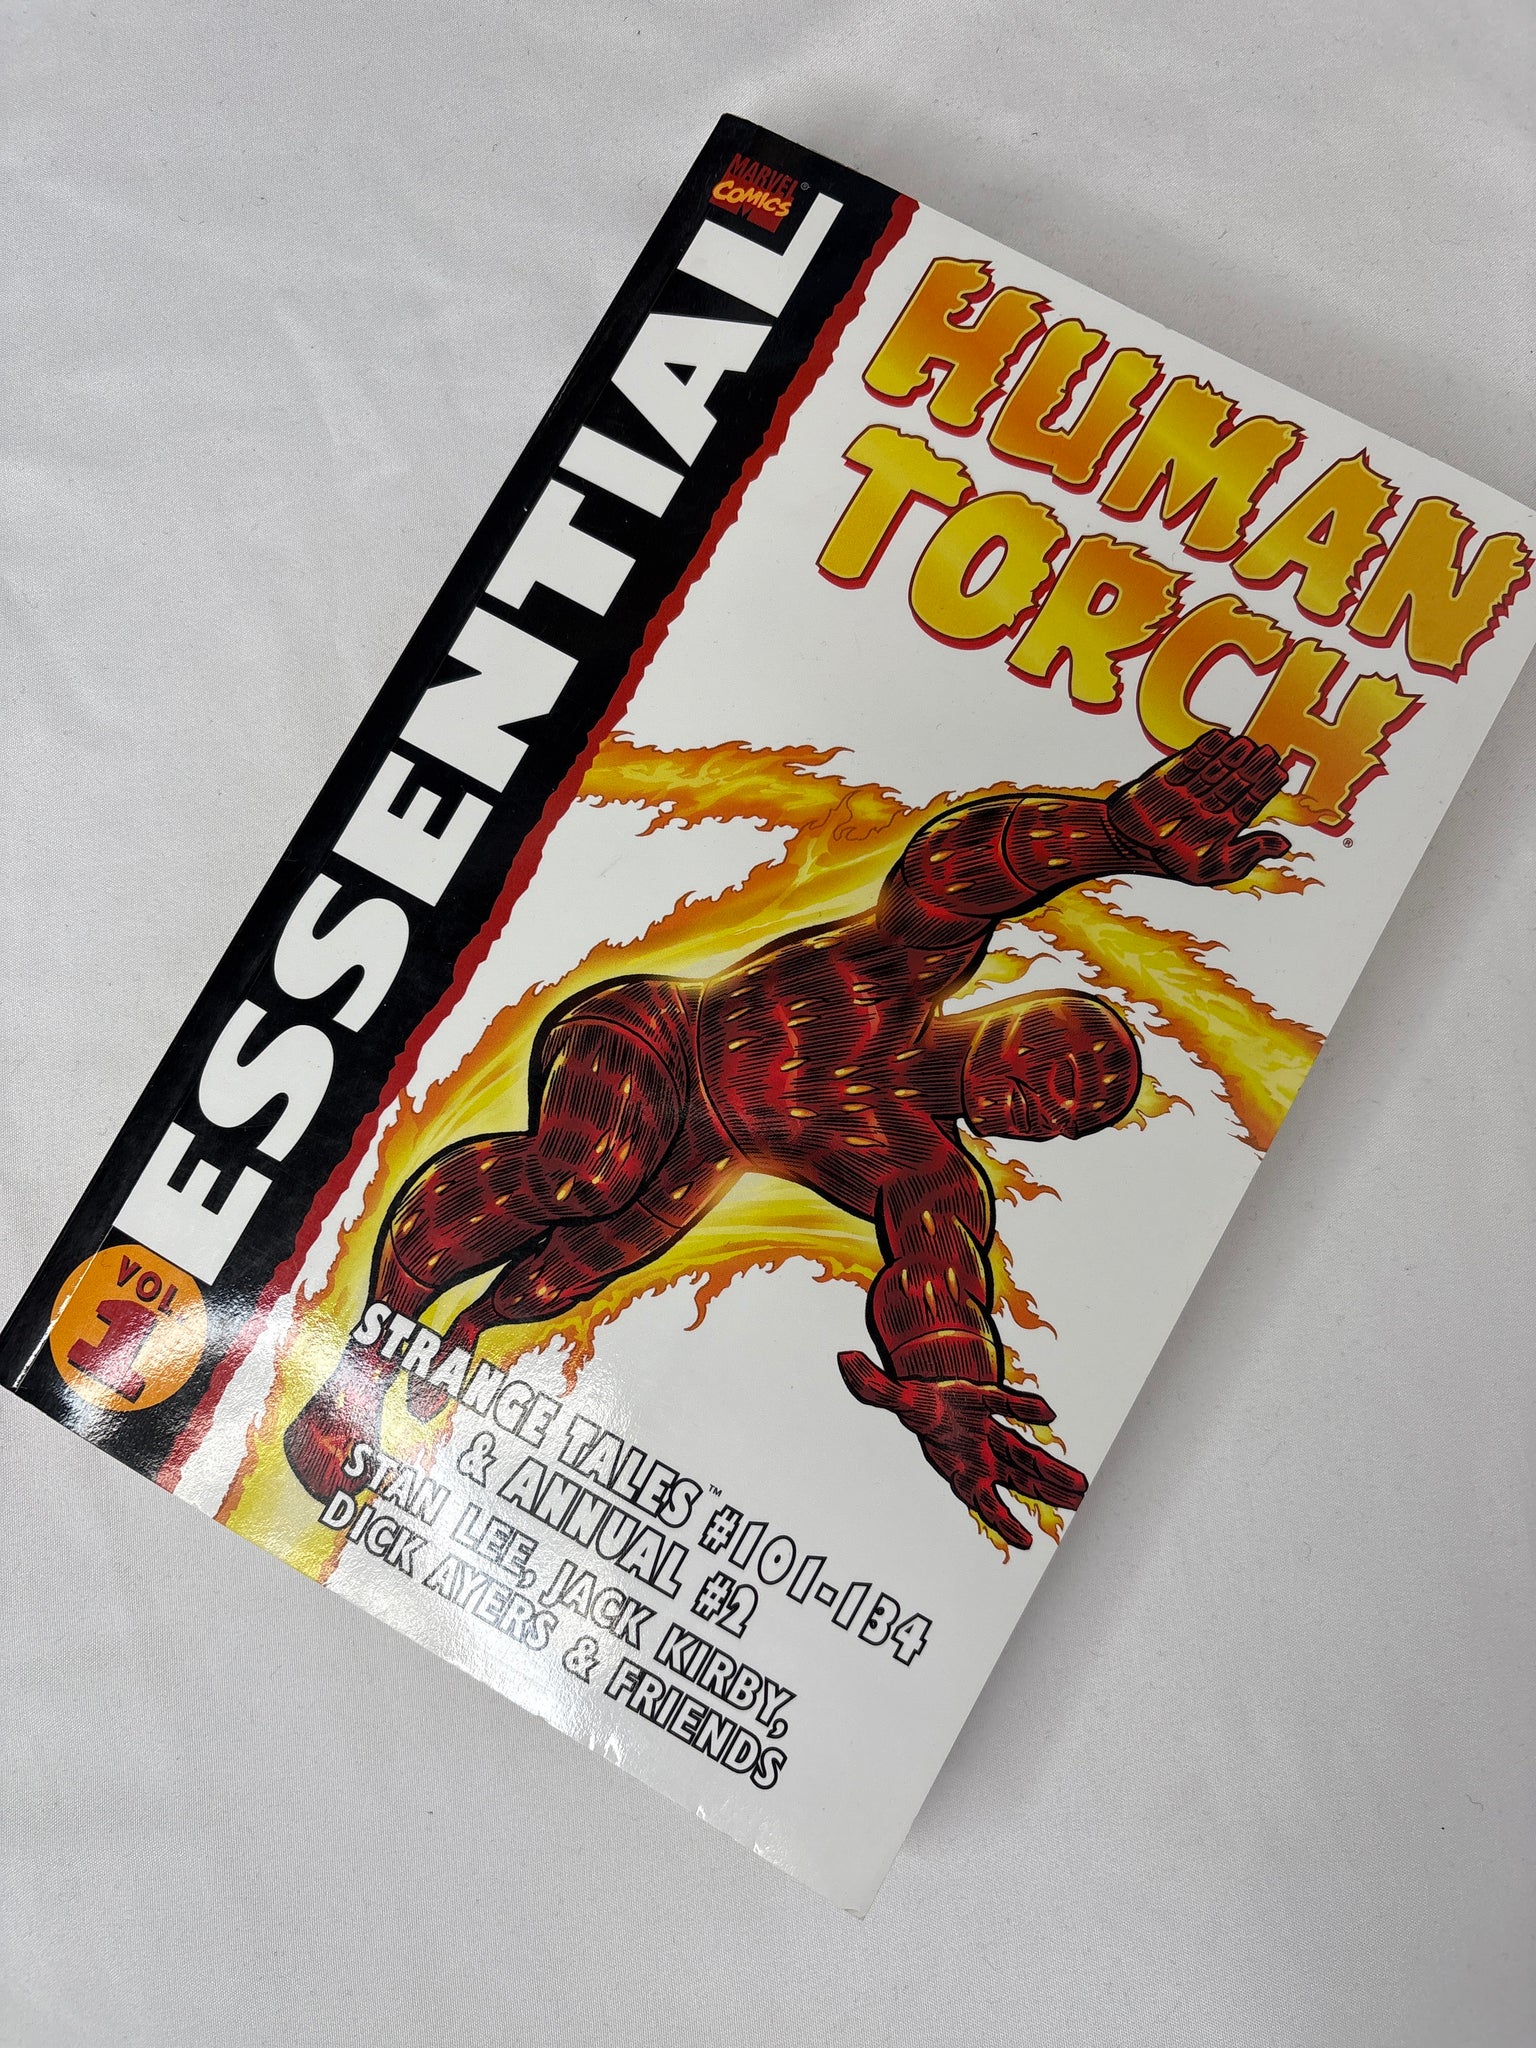 MARVEL®
COMICS
ESSENTIAL
VOL
1
HUMAN
TORCH®
STRANGE TALES™ #101-134
& ANNUAL #2
STAN LEE, JACK KIRBY,
DICK AYERS & FRIENDS